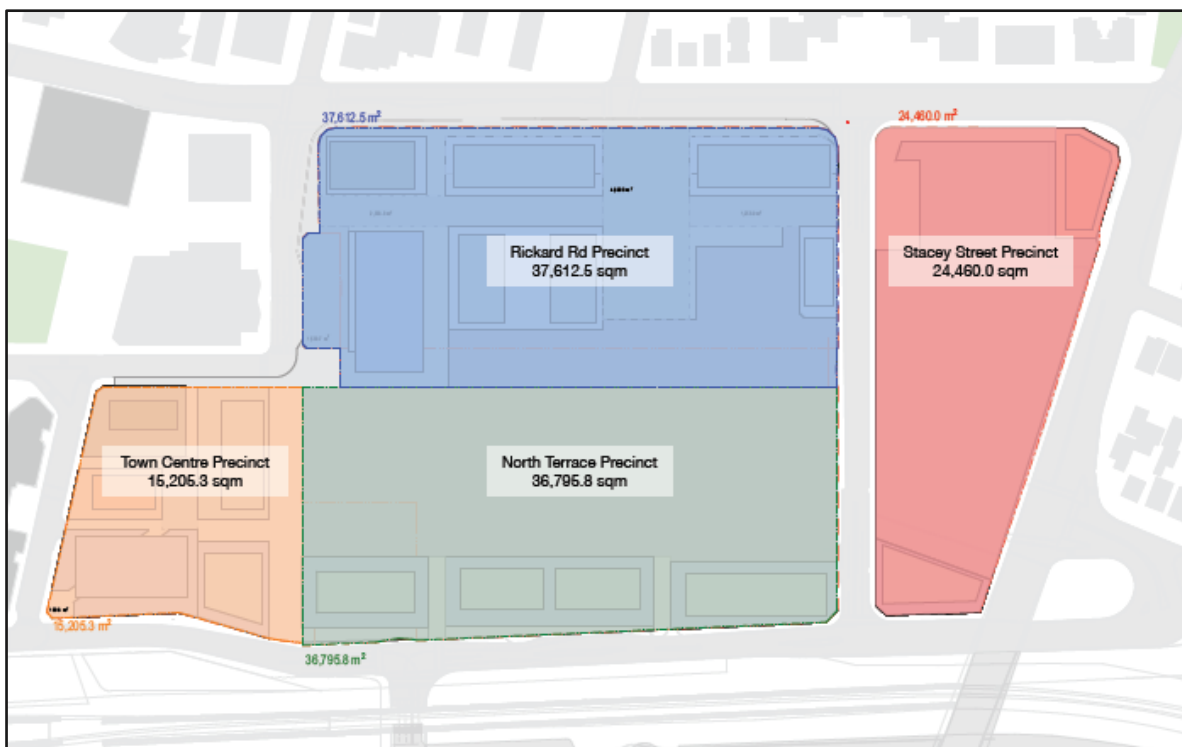 37,612.5 m²
24,460.0 m²
Rickard Rd Precinct
37,612.5 sqm
Stacey Street Precinct
24,460.0 sqm
Town Centre Precinct
15,205.3 sqm
North Terrace Precinct
36,795.8 sqm
15,205.3 m²
36,795.8 m²